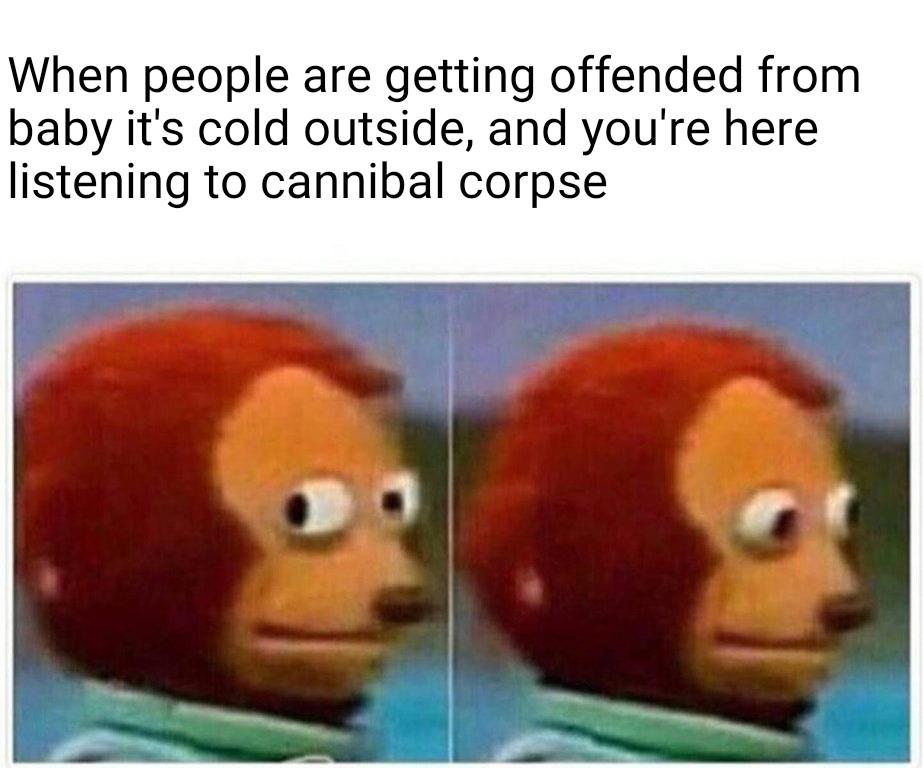 When people are getting offended from
baby it's cold outside, and you're here
listening to cannibal corpse